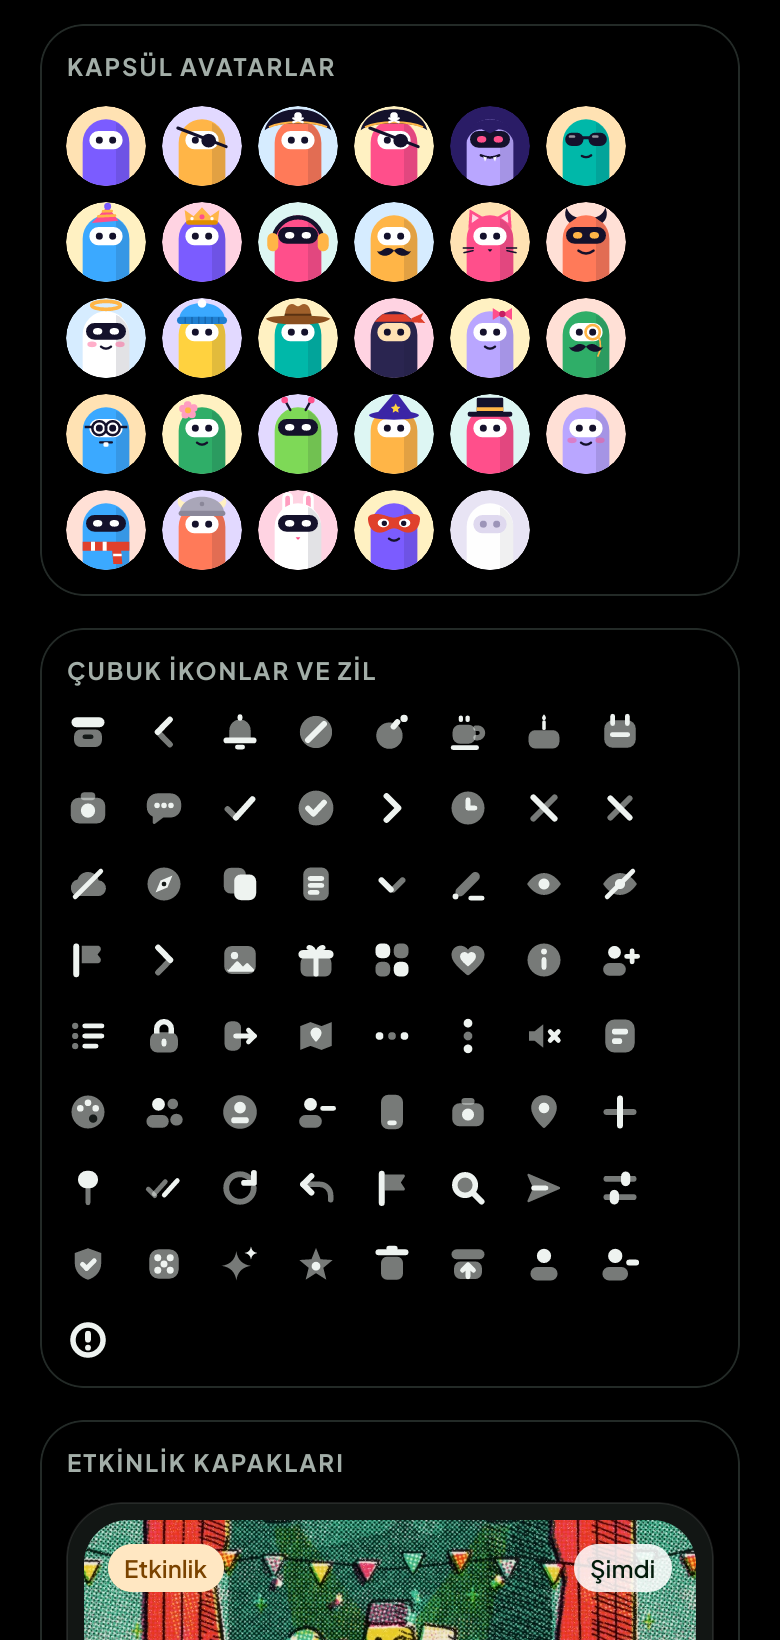 KAPSÜL AVATARLAR
ÇUBUK İKONLAR VE ZİL
ETKİNLİK KAPAKLARI
Etkinlik
Şimdi